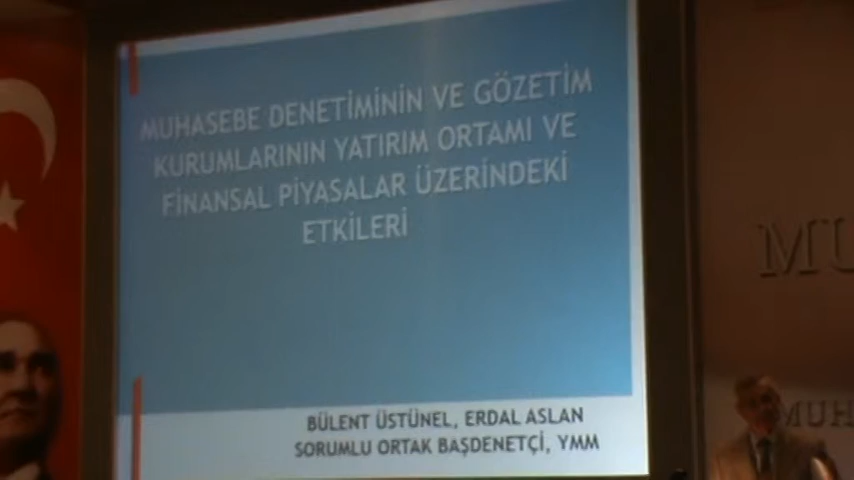 MUHASEBE DENETİMİNİN VE GÖZETİM
KURUMLARININ YATIRIM ORTAMI VE
FİNANSAL PİYASALAR ÜZERİNDEKİ
ETKİLERİ
BÜLENT ÜSTÜNEL, ERDAL ASLAN
SORUMLU ORTAK BAŞDENETÇİ, YMM
MU
MUH